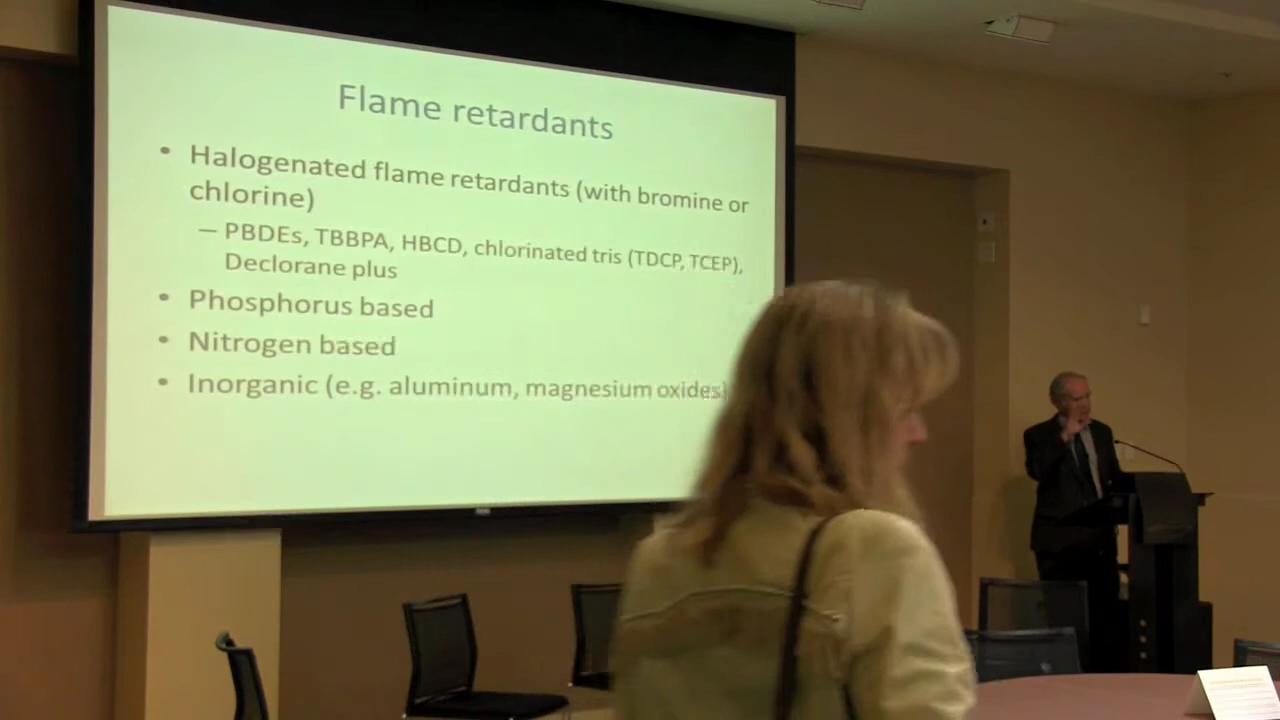 Flame retardants
• Halogenated flame retardants (with bromine or
chlorine)
– PBDEs, TBBPA, HBCD, chlorinated tris (TDCP, TCEP),
Declorane plus
• Phosphorus based
• Nitrogen based
• Inorganic (e.g. aluminum, magnesium oxides)